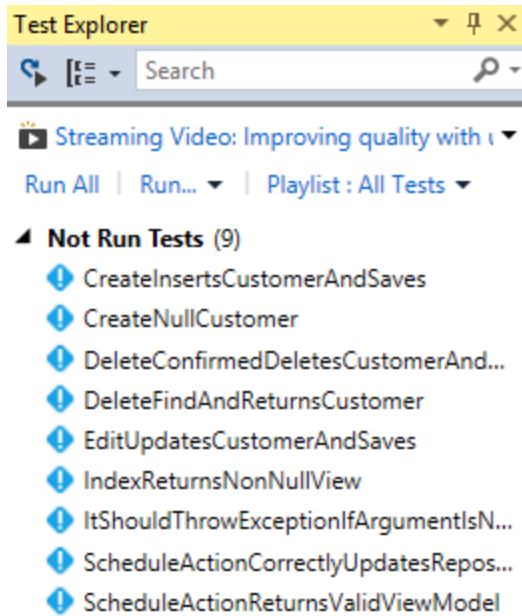 Test Explorer
Search
Streaming Video: Improving quality with
Run All | Run... | Playlist : All Tests
Not Run Tests (9)
CreateInsertsCustomerAndSaves
CreateNullCustomer
DeleteConfirmedDeletesCustomerAnd...
DeleteFindAndReturnsCustomer
EditUpdatesCustomerAndSaves
IndexReturnsNonNullView
ItShouldThrowExceptionIfArgumentIsN...
ScheduleActionCorrectlyUpdatesRepos...
ScheduleActionReturnsValidViewModel